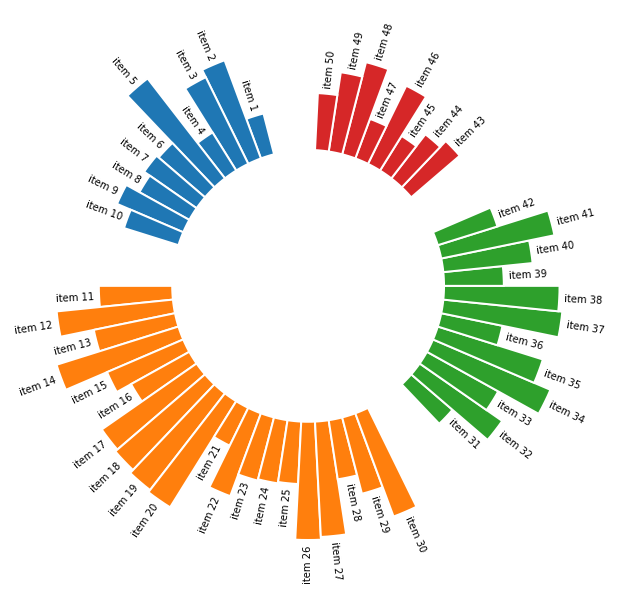 item 1
item 2
item 3
item 4
item 5
item 6
item 7
item 8
item 9
item 10
item 11
item 12
item 13
item 14
item 15
item 16
item 17
item 18
item 19
item 20
item 21
item 22
item 23
item 24
item 25
item 26
item 27
item 28
item 29
item 30
item 31
item 32
item 33
item 34
item 35
item 36
item 37
item 38
item 39
item 40
item 41
item 42
item 43
item 44
item 45
item 46
item 47
item 48
item 49
item 50